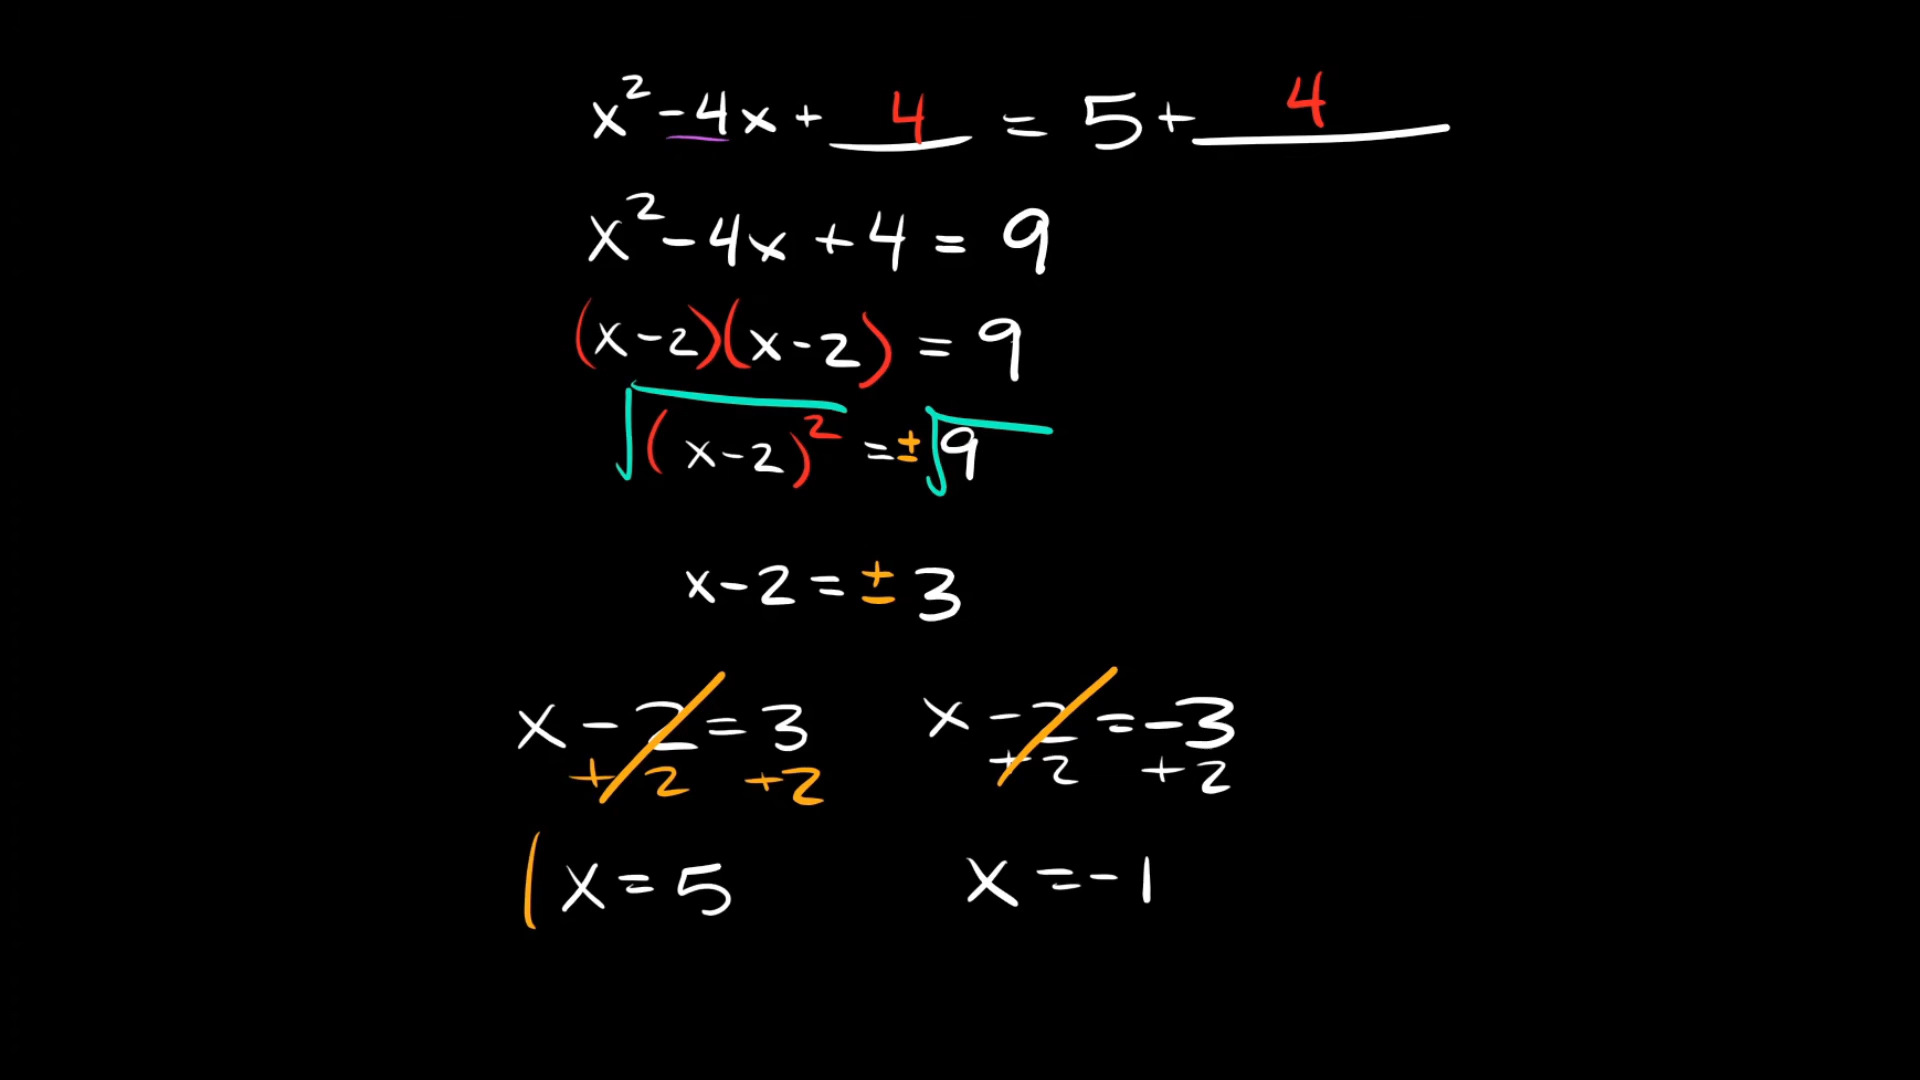 x² - 4x + 4 = 5 + 4
x² - 4x + 4 = 9
(x - 2)(x - 2) = 9
√(x - 2)² = ± √9
x - 2 = ± 3
x - 2 = 3 x - 2 = -3
+ 2 + 2 + 2 + 2
x = 5 x = -1